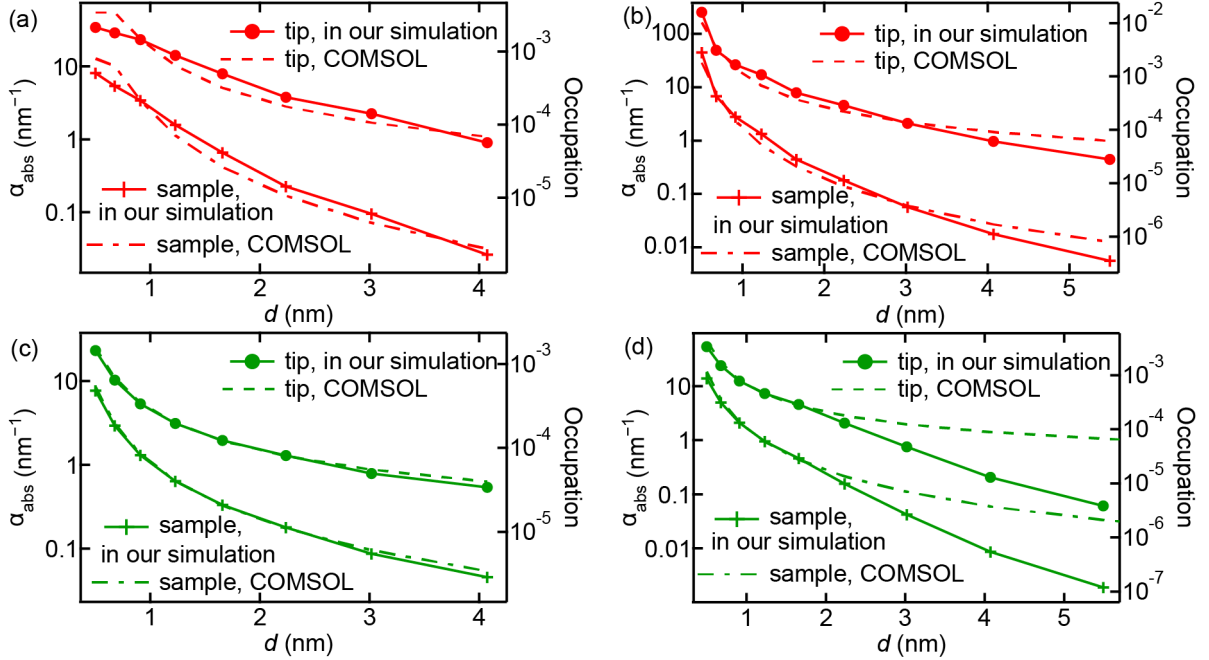 (a)
tip, in our simulation
tip, COMSOL
sample,
in our simulation
sample, COMSOL
10
1
0.1
α_abs (nm⁻¹)
10⁻³
10⁻⁴
10⁻⁵
Occupation
1 2 3 4
d (nm)
(b)
tip, in our simulation
tip, COMSOL
sample,
in our simulation
sample, COMSOL
100
10
1
0.1
0.01
α_abs (nm⁻¹)
10⁻²
10⁻³
10⁻⁴
10⁻⁵
10⁻⁶
Occupation
1 2 3 4 5
d (nm)
(c)
tip, in our simulation
tip, COMSOL
sample,
in our simulation
sample, COMSOL
10
1
0.1
α_abs (nm⁻¹)
10⁻³
10⁻⁴
10⁻⁵
Occupation
1 2 3 4
d (nm)
(d)
tip, in our simulation
tip, COMSOL
sample,
in our simulation
sample, COMSOL
10
1
0.1
0.01
α_abs (nm⁻¹)
10⁻³
10⁻⁴
10⁻⁵
10⁻⁶
10⁻⁷
Occupation
1 2 3 4 5
d (nm)